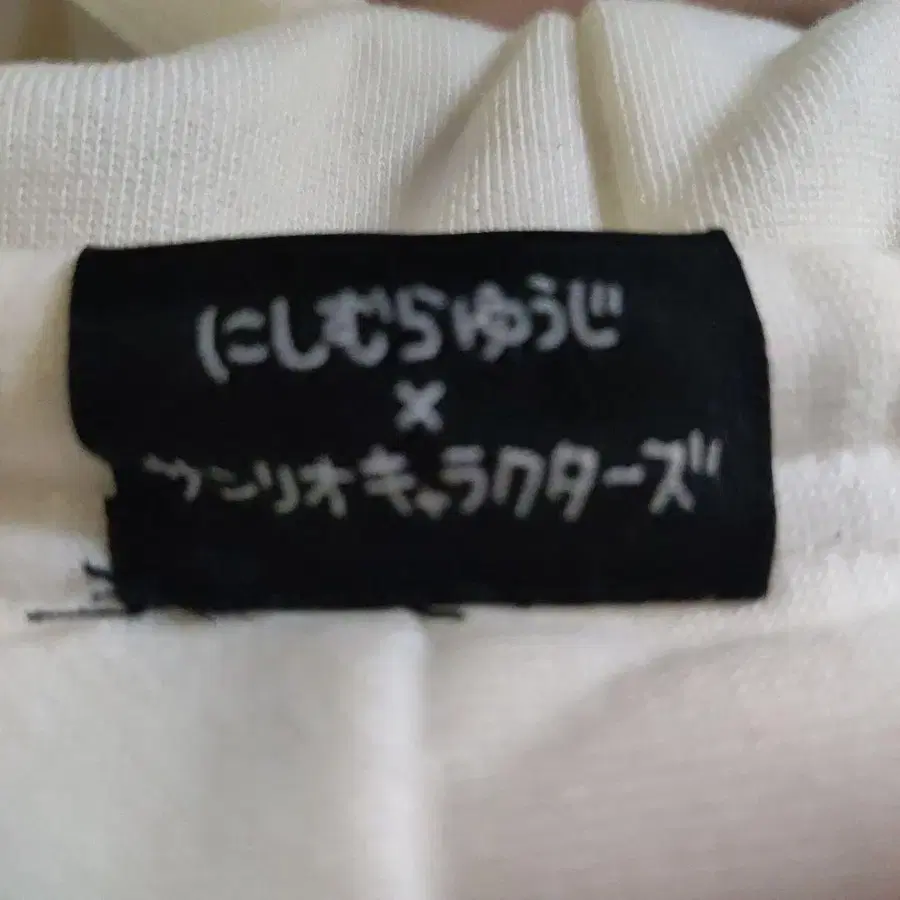 にしむらゆうじ
×
サンリオキャラクターズ